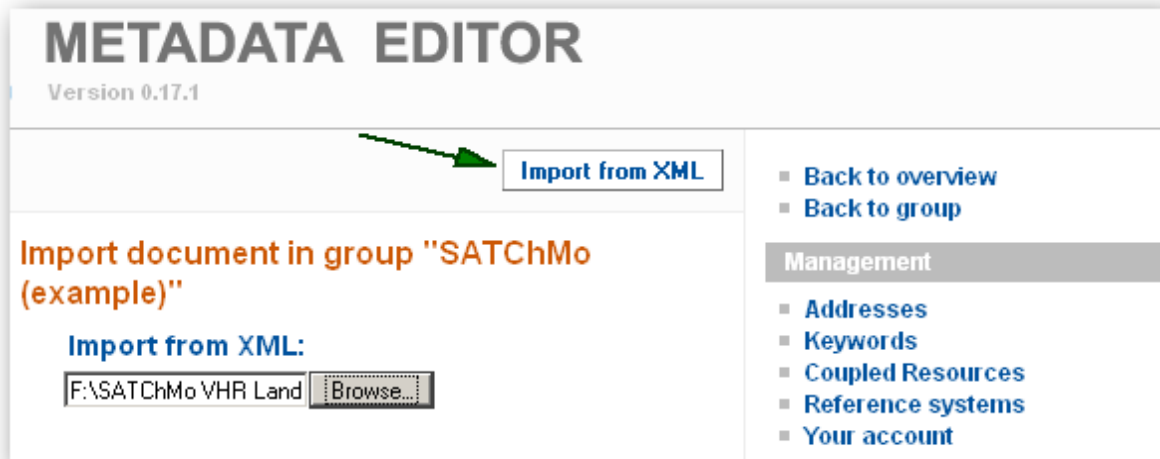 METADATA EDITOR
Version 0.17.1
Import from XML
Import document in group "SATChMo
(example)"
Import from XML:
F:\SATChMo VHR Land Browse...
Back to overview
Back to group
Management
Addresses
Keywords
Coupled Resources
Reference systems
Your account